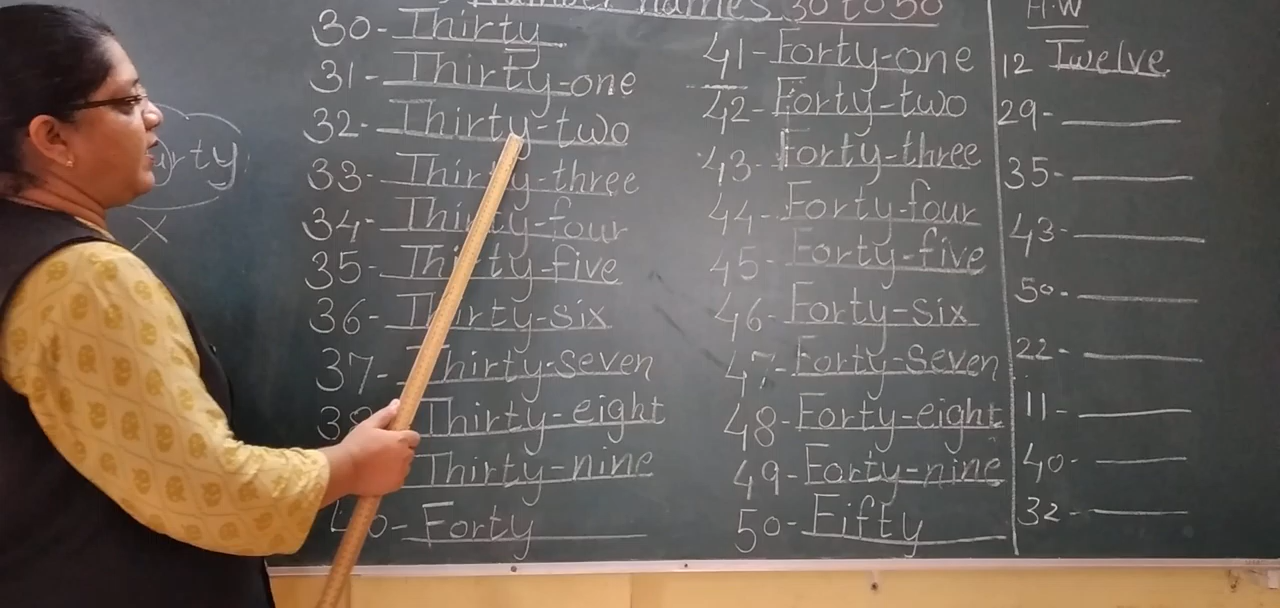 Number names 30 to 50
30- Thirty
31- Thirty-one
32- Thirty-two
33- Thirty-three
34- Thirty-four
35- Thirty-five
36- Thirty-six
37- Thirty-seven
38 Thirty-eight
Thirty-nine
40- Forty
41- Forty-one
42- Forty-two
43- Forty-three
44- Forty-four
45- Forty-five
46- Forty-six
47- Forty-seven
48- Forty-eight
49- Forty-nine
50- Fifty
H.W
12 Twelve
29-
35-
43-
50-
22-
11-
40-
32-
urty
X